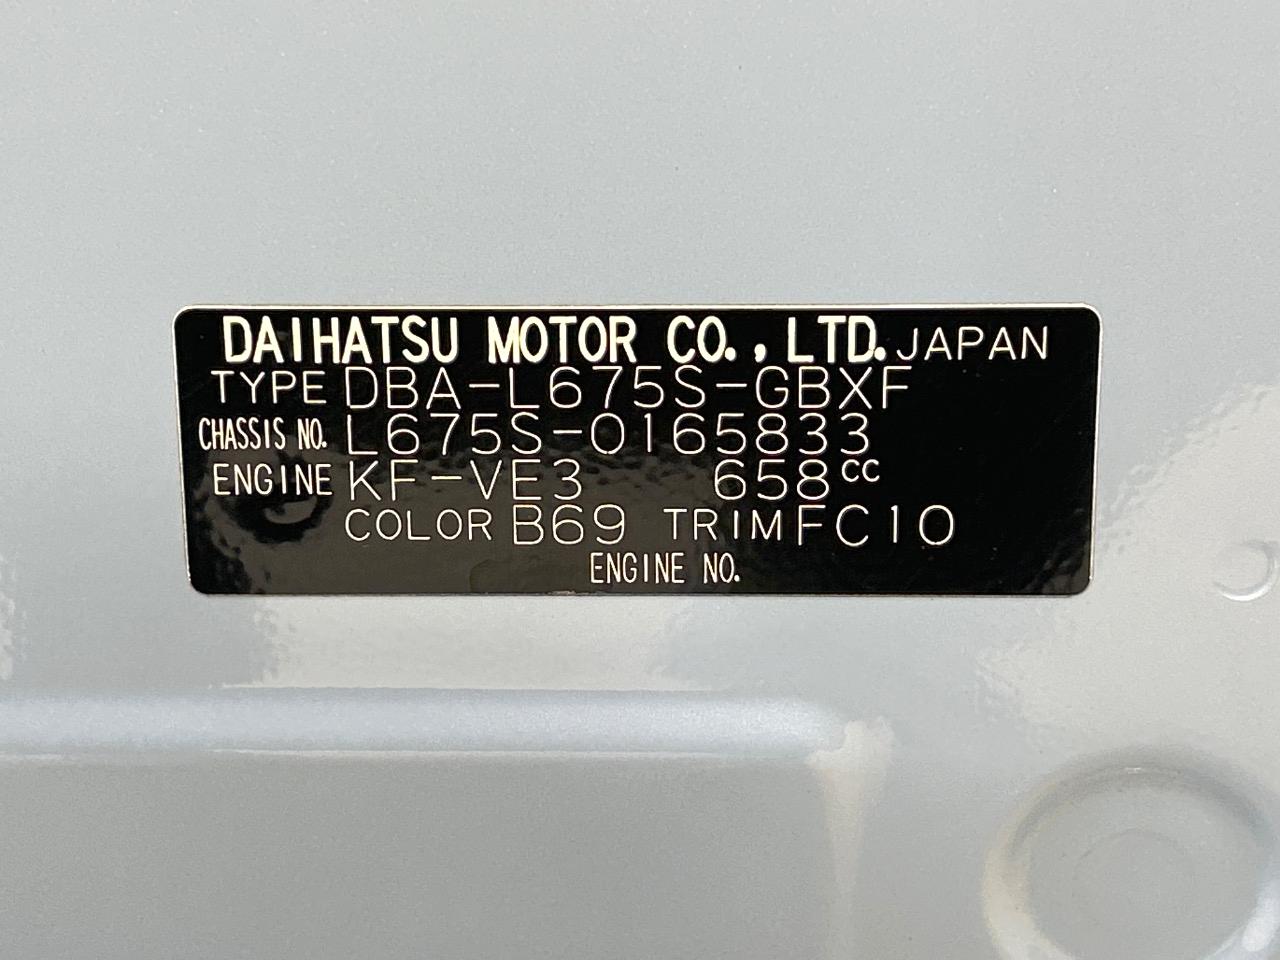 DAIHATSU MOTOR CO., LTD. JAPAN
TYPE DBA-L675S-GBXF
CHASSIS NO. L675S-0165833
ENGINE KF-VE3 658cc
COLOR B69 TRIM FC10
ENGINE NO.